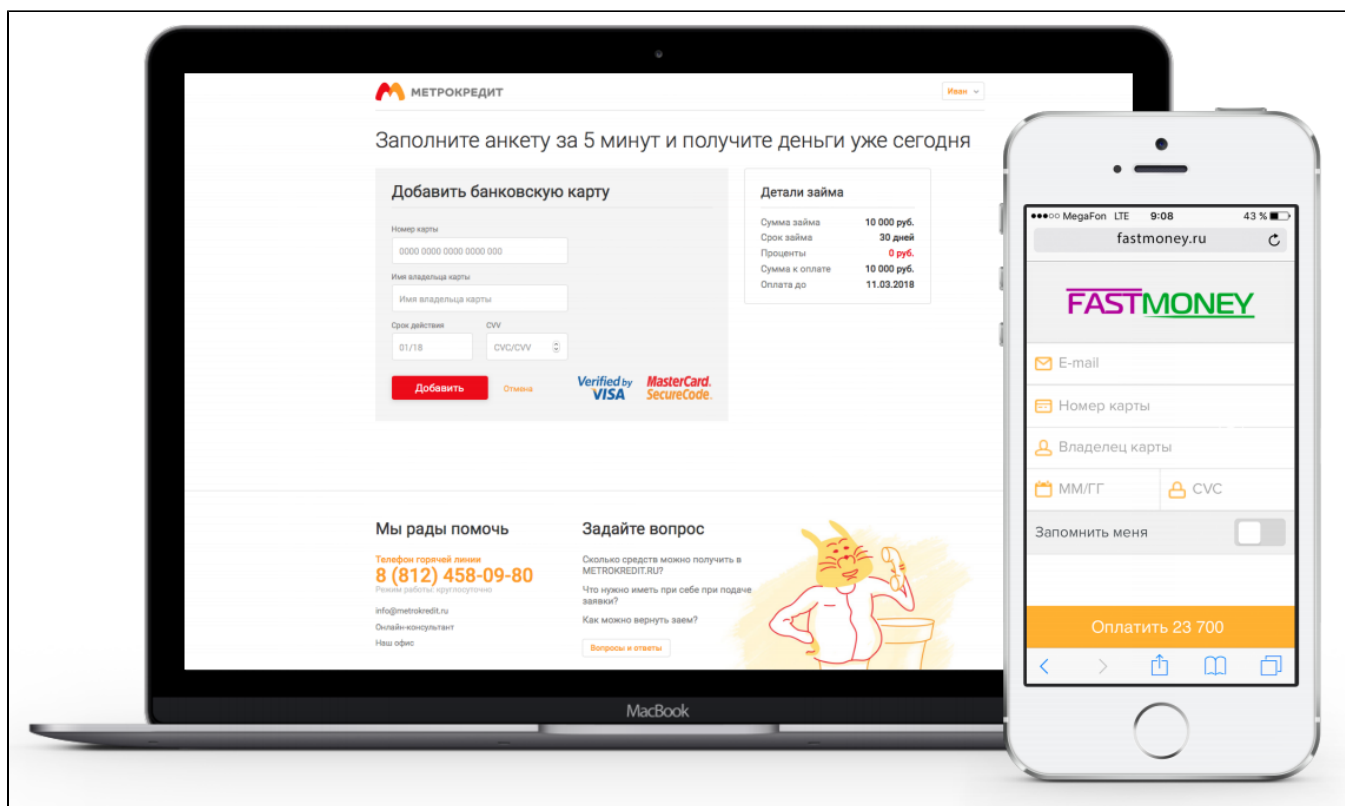 МЕТРОКРЕДИТ
Иван
Заполните анкету за 5 минут и получите деньги уже сегодня
Добавить банковскую карту
Номер карты
0000 0000 0000 0000 000
Имя владельца карты
Имя владельца карты
Срок действия CVV
01/18 CVC/CVV
Добавить Отмена
Verified by VISA
MasterCard. SecureCode.
Детали займа
Сумма займа 10 000 руб.
Срок займа 30 дней
Проценты 0 руб.
Сумма к оплате 10 000 руб.
Оплата до 11.03.2018
Мы рады помочь
Телефон горячей линии
8 (812) 458-09-80
Режим работы: круглосуточно
info@metrokredit.ru
Онлайн-консультант
Наш офис
Задайте вопрос
Сколько средств можно получить в
METROKREDIT.RU?
Что нужно иметь при себе при подаче
заявки?
Как можно вернуть заем?
Вопросы и ответы
MacBook
MegaFon LTE 9:08 43 %
fastmoney.ru
FASTMONEY
E-mail
Номер карты
Владелец карты
ММ/ГГ CVC
Запомнить меня
Оплатить 23 700